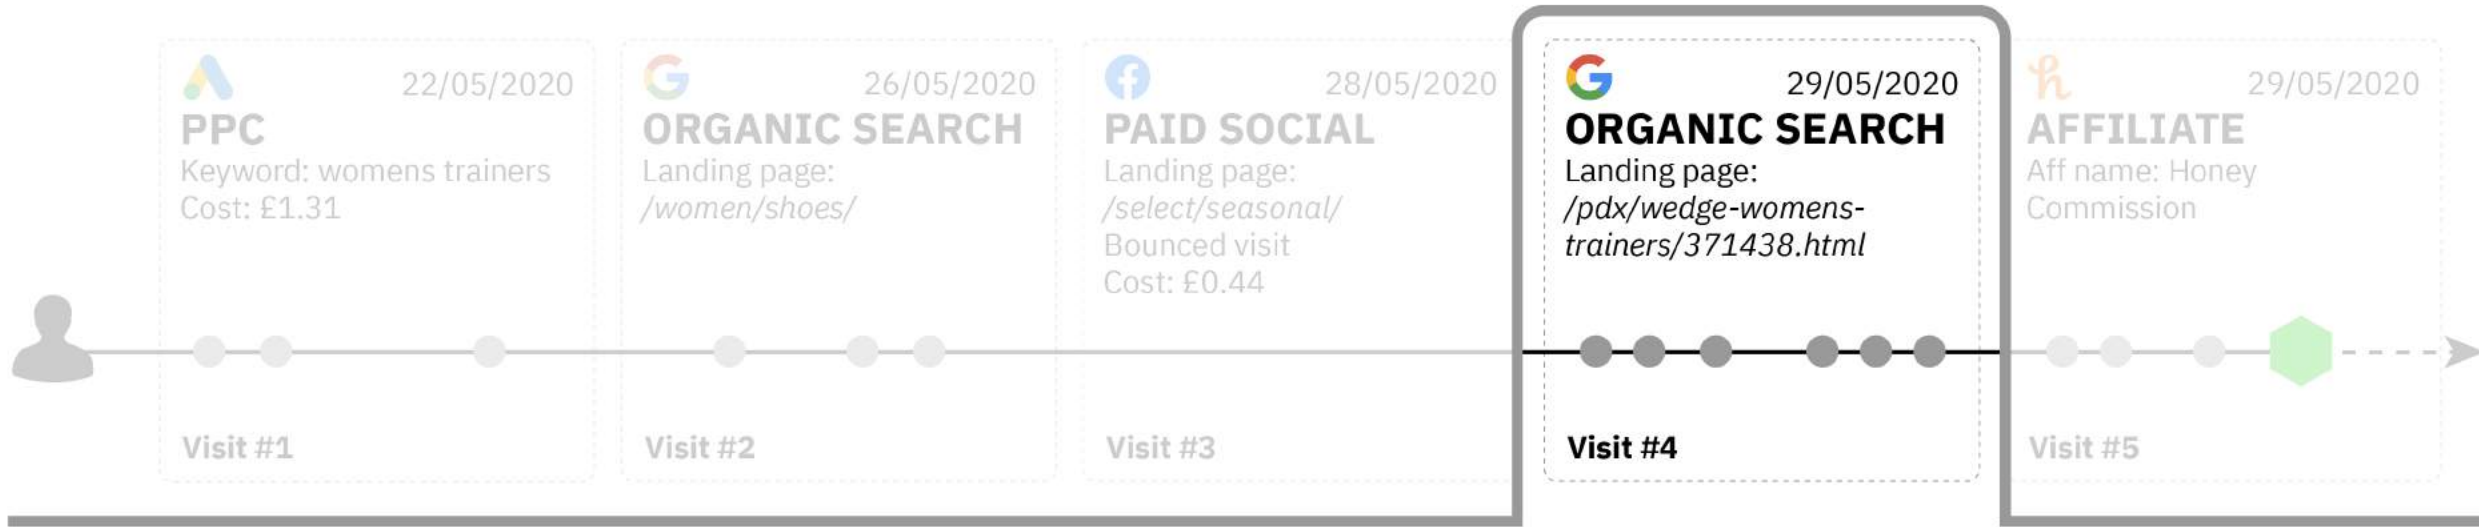 22/05/2020
PPC
Keyword: womens trainers
Cost: £1.31
Visit #1
26/05/2020
ORGANIC SEARCH
Landing page:
/women/shoes/
Visit #2
28/05/2020
PAID SOCIAL
Landing page:
/select/seasonal/
Bounced visit
Cost: £0.44
Visit #3
29/05/2020
ORGANIC SEARCH
Landing page:
/pdx/wedge-womens-
trainers/371438.html
Visit #4
29/05/2020
AFFILIATE
Aff name: Honey
Commission
Visit #5